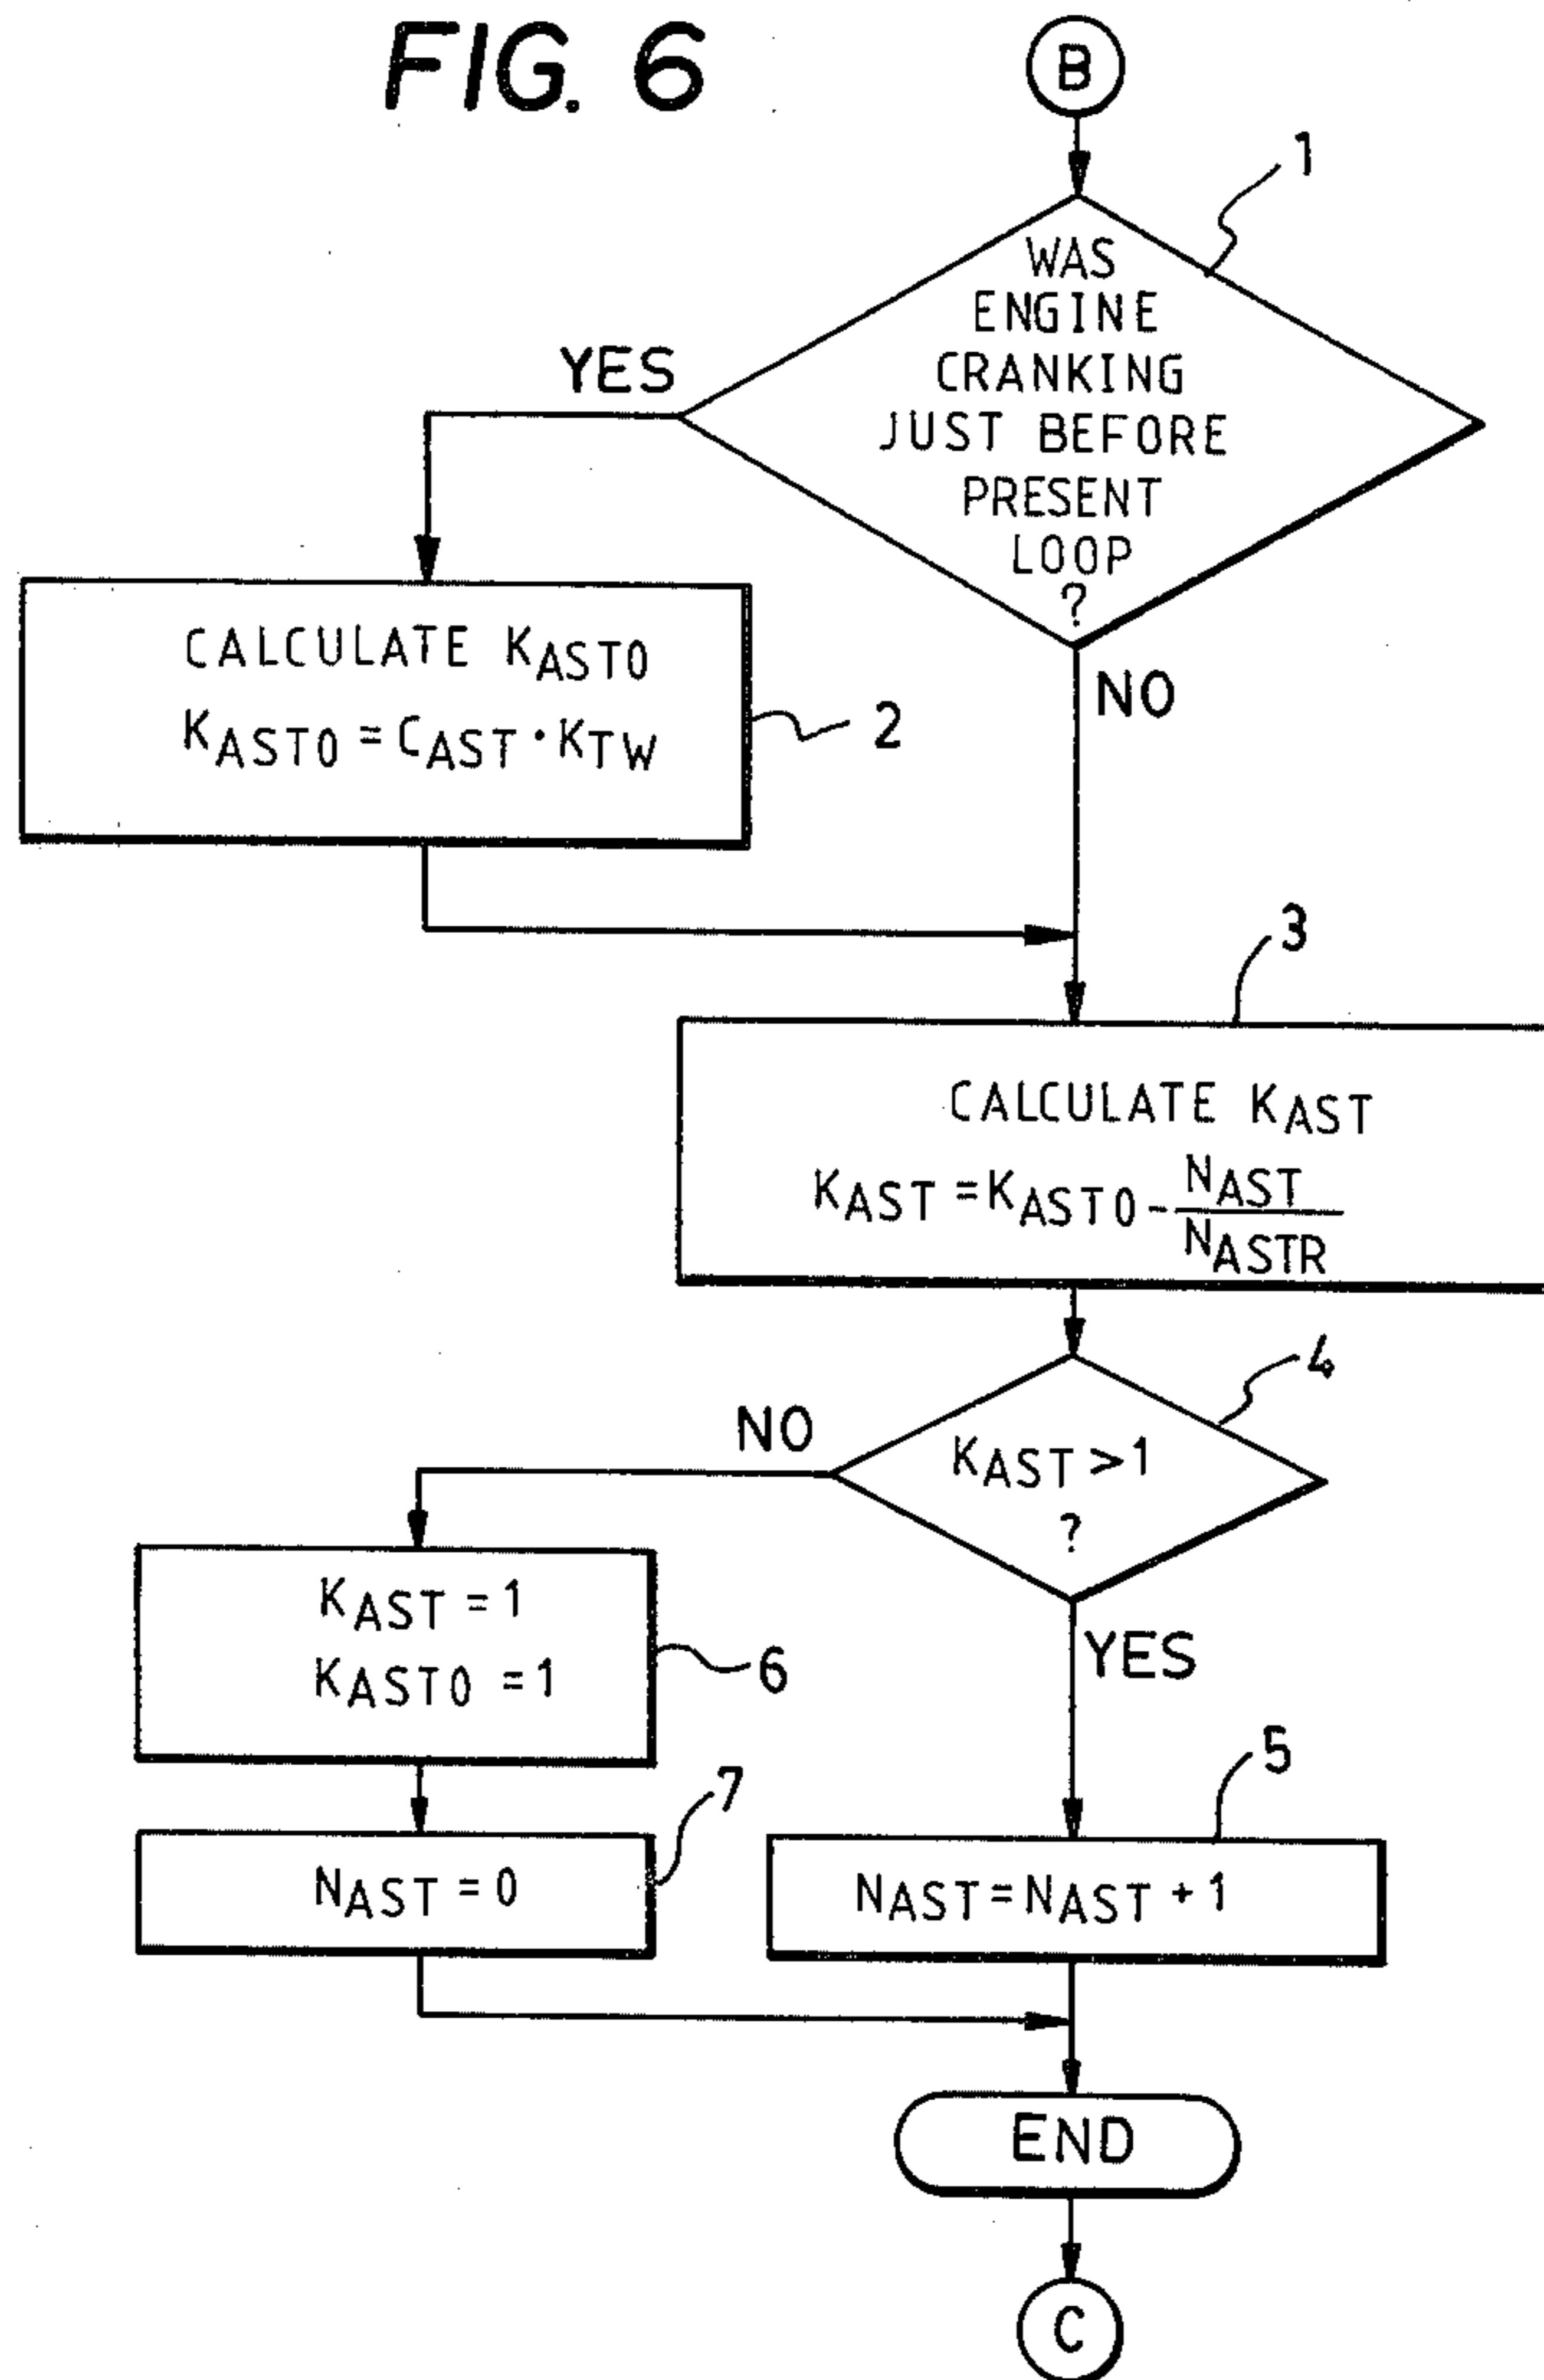 FIG. 6
B
1
WAS
ENGINE
CRANKING
JUST BEFORE
PRESENT
LOOP
?
YES
NO
CALCULATE KAST0
KAST0 = CAST · KTW
2
3
CALCULATE KAST
KAST = KAST0 - NAST
NASTR
4
KAST > 1
?
NO
YES
KAST = 1
KAST0 = 1
6
5
7
NAST = 0
NAST = NAST + 1
END
C